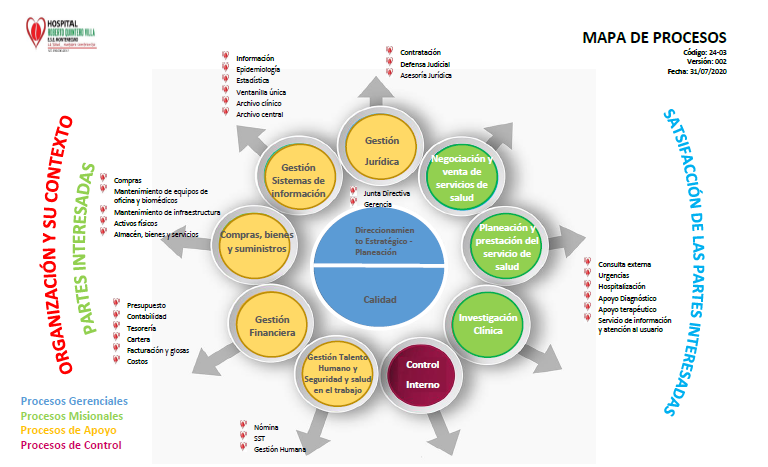 HOSPITAL
ROBERTO QUINTERO VILLA
E.S.E. MONTENEGRO
MAPA DE PROCESOS
Código: 24-03
Versión: 002
Fecha: 31/07/2020
ORGANIZACIÓN Y SU CONTEXTO
PARTES INTERESADAS
SATSIFACCIÓN DE LAS PARTES INTERESADAS
Información
Epidemiología
Estadística
Ventanilla única
Archivo clínico
Archivo central
Contratación
Defensa Judicial
Asesoría Jurídica
Gestión
Jurídica
Negociación y
venta de
servicios de
salud
Gestión
Sistemas de
información
Junta Directiva
Gerencia
Compras
Mantenimiento de equipos de
oficina y biomédicos
Mantenimiento de infraestructura
Activos físicos
Almacén, bienes y servicios
Compras, bienes
y suministros
Direccionamien
to Estratégico -
Planeación
Calidad
Planeación y
prestación del
servicio de
salud
Consulta externa
Urgencias
Hospitalización
Apoyo Diagnóstico
Apoyo terapéutico
Servicio de información
y atención al usuario
Presupuesto
Contabilidad
Tesorería
Cartera
Facturación y glosas
Costos
Gestión
Financiera
Investigación
Clínica
Gestión Talento
Humano y
Seguridad y salud
en el trabajo
Control
Interno
Nómina
SST
Gestión Humana
Procesos Gerenciales
Procesos Misionales
Procesos de Apoyo
Procesos de Control